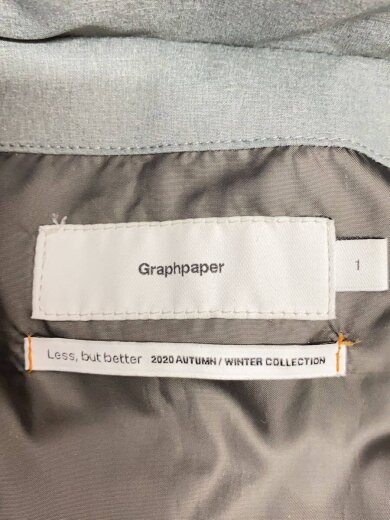 Graphpaper
1
Less, but better 2020 AUTUMN / WINTER COLLECTION